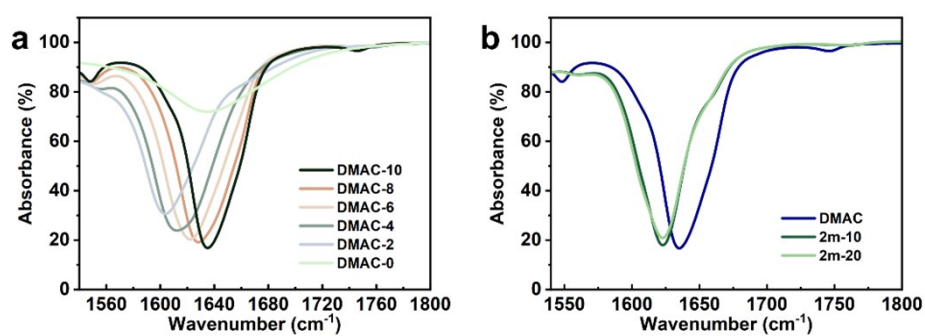 a
Absorbance (%)
100
80
60
40
20
0
DMAC-10
DMAC-8
DMAC-6
DMAC-4
DMAC-2
DMAC-0
1560 1600 1640 1680 1720 1760 1800
Wavenumber (cm⁻¹)
b
Absorbance (%)
100
80
60
40
20
0
DMAC
2m-10
2m-20
1550 1600 1650 1700 1750 1800
Wavenumber (cm⁻¹)